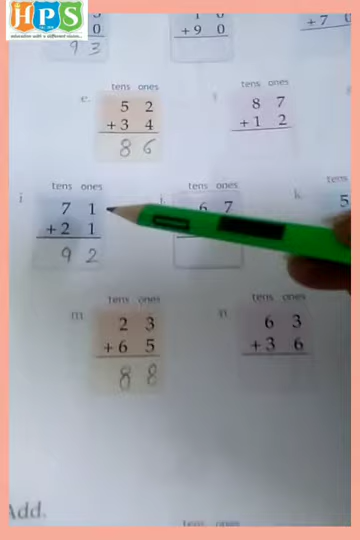 HPS
education with a different vision...
0
9 3
+ 9 0
+ 7
e.
tens ones
5 2
+ 3 4
8 6
tens ones
8 7
+ 1 2
i
tens ones
7 1
+ 2 1
9 2
tens ones
6 7
k.
tens
5
m
tens ones
2 3
+ 6 5
8 8
n
tens ones
6 3
+ 3 6
Add.
tens ones